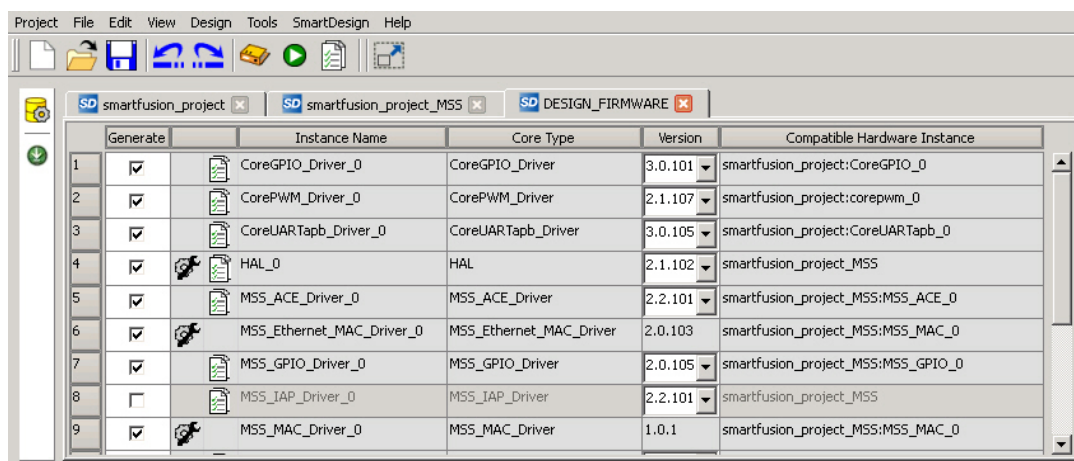 Project File Edit View Design Tools SmartDesign Help
SD smartfusion_project SD smartfusion_project_MSS SD DESIGN_FIRMWARE
Generate Instance Name Core Type Version Compatible Hardware Instance
1 CoreGPIO_Driver_0 CoreGPIO_Driver 3.0.101 smartfusion_project:CoreGPIO_0
2 CorePWM_Driver_0 CorePWM_Driver 2.1.107 smartfusion_project:corepwm_0
3 CoreUARTapb_Driver_0 CoreUARTapb_Driver 3.0.105 smartfusion_project:CoreUARTapb_0
4 HAL_0 HAL 2.1.102 smartfusion_project_MSS
5 MSS_ACE_Driver_0 MSS_ACE_Driver 2.2.101 smartfusion_project_MSS:MSS_ACE_0
6 MSS_Ethernet_MAC_Driver_0 MSS_Ethernet_MAC_Driver 2.0.103 smartfusion_project_MSS:MSS_MAC_0
7 MSS_GPIO_Driver_0 MSS_GPIO_Driver 2.0.105 smartfusion_project_MSS:MSS_GPIO_0
8 MSS_IAP_Driver_0 MSS_IAP_Driver 2.2.101 smartfusion_project_MSS
9 MSS_MAC_Driver_0 MSS_MAC_Driver 1.0.1 smartfusion_project_MSS:MSS_MAC_0